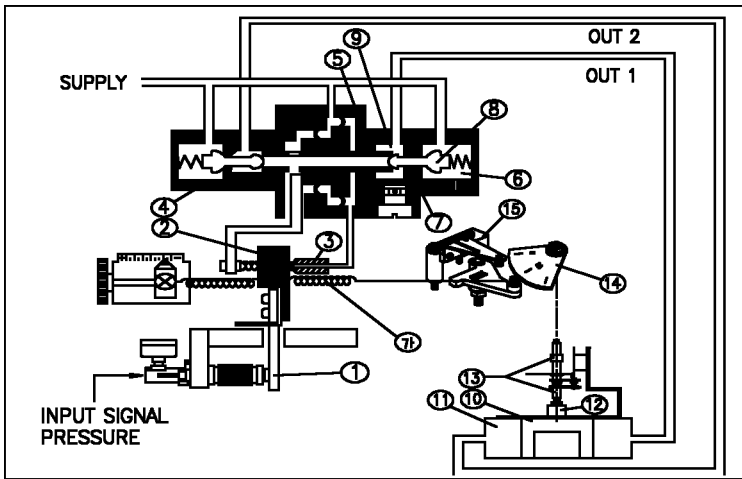 OUT 2
⑨
⑤
OUT 1
SUPPLY
⑧
⑥
④
⑦
⑮
②
③
⑭
가
①
⑬
INPUT SIGNAL
PRESSURE
⑪
⑩
⑫